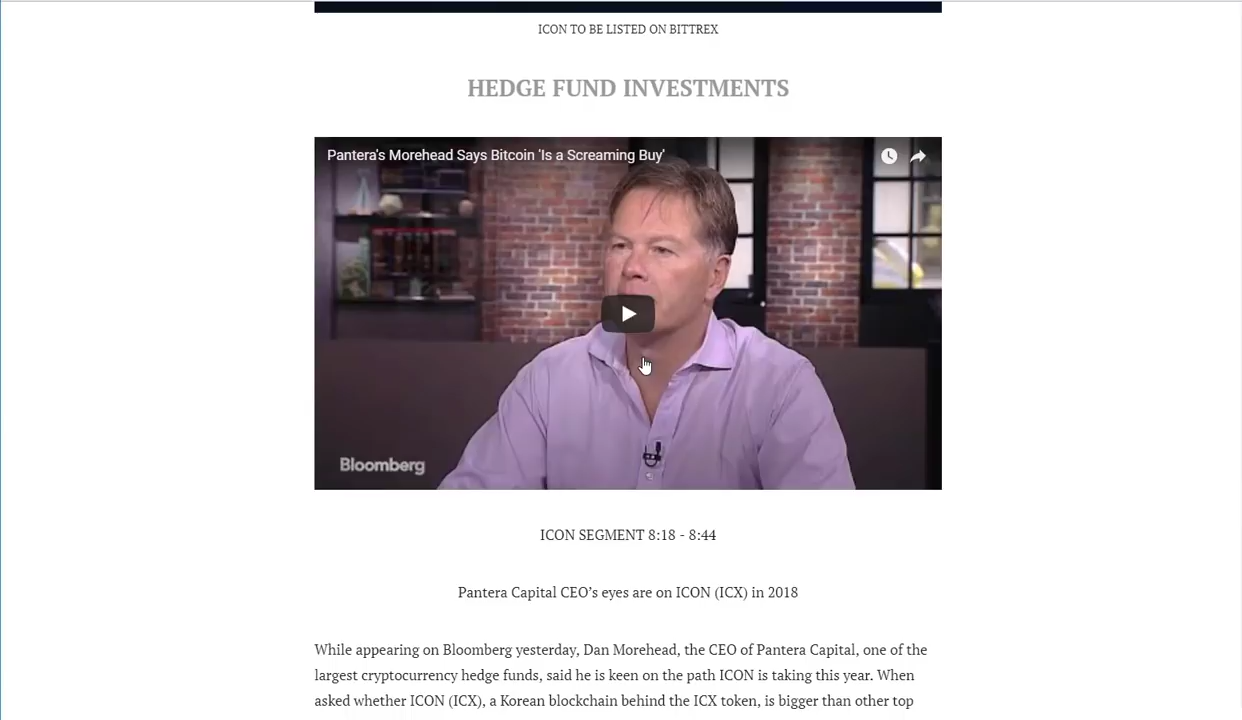 ICON TO BE LISTED ON BITTREX
HEDGE FUND INVESTMENTS
Pantera's Morehead Says Bitcoin 'Is a Screaming Buy'
Bloomberg
ICON SEGMENT 8:18 - 8:44
Pantera Capital CEO’s eyes are on ICON (ICX) in 2018
While appearing on Bloomberg yesterday, Dan Morehead, the CEO of Pantera Capital, one of the
largest cryptocurrency hedge funds, said he is keen on the path ICON is taking this year. When
asked whether ICON (ICX), a Korean blockchain behind the ICX token, is bigger than other top